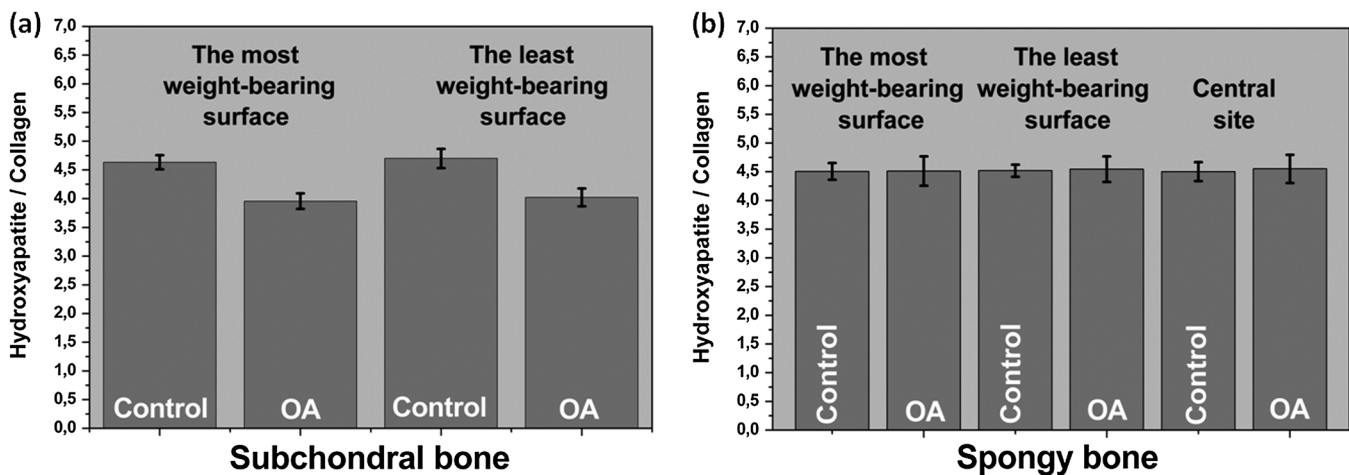 (a)
Hydroxyapatite / Collagen
7,0
6,5
6,0
5,5
5,0
4,5
4,0
3,5
3,0
2,5
2,0
1,5
1,0
0,5
0,0
The most
weight-bearing
surface
The least
weight-bearing
surface
Control
OA
Control
OA
Subchondral bone
(b)
Hydroxyapatite / Collagen
7,0
6,5
6,0
5,5
5,0
4,5
4,0
3,5
3,0
2,5
2,0
1,5
1,0
0,5
0,0
The most
weight-bearing
surface
The least
weight-bearing
surface
Central
site
Control
OA
Control
OA
Control
OA
Spongy bone